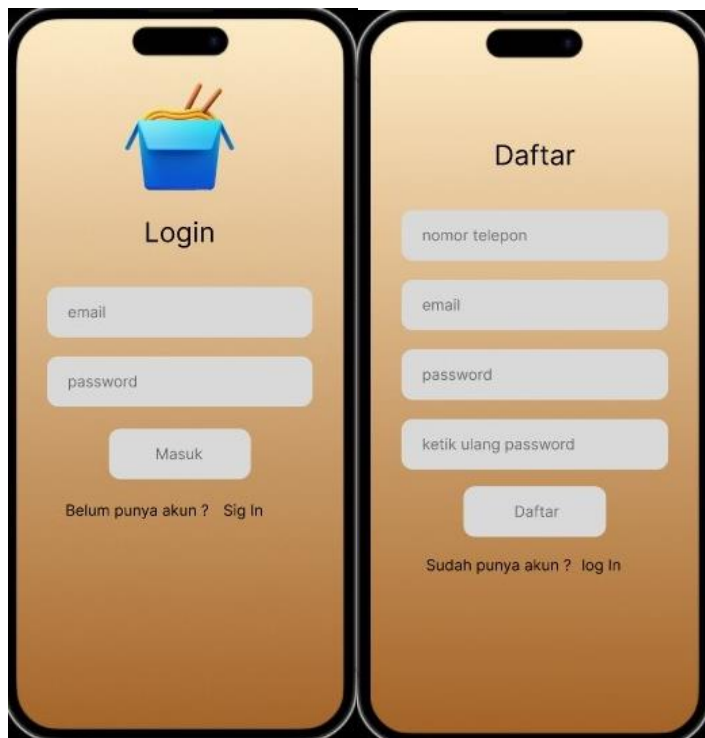 Login
email
password
Masuk
Belum punya akun ? Sig In
Daftar
nomor telepon
email
password
ketik ulang password
Daftar
Sudah punya akun ? log In